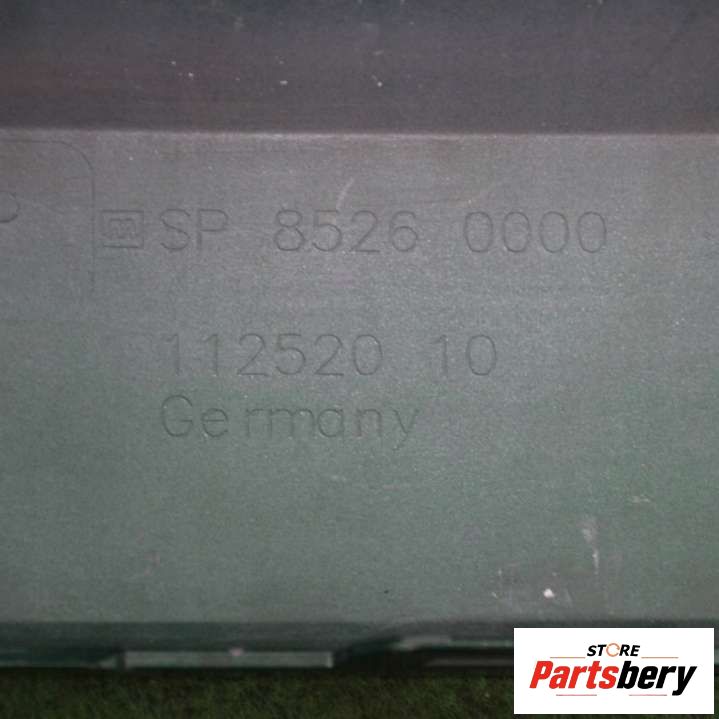 SP 8526 0000
112520 10
Germany
STORE
Partsbery